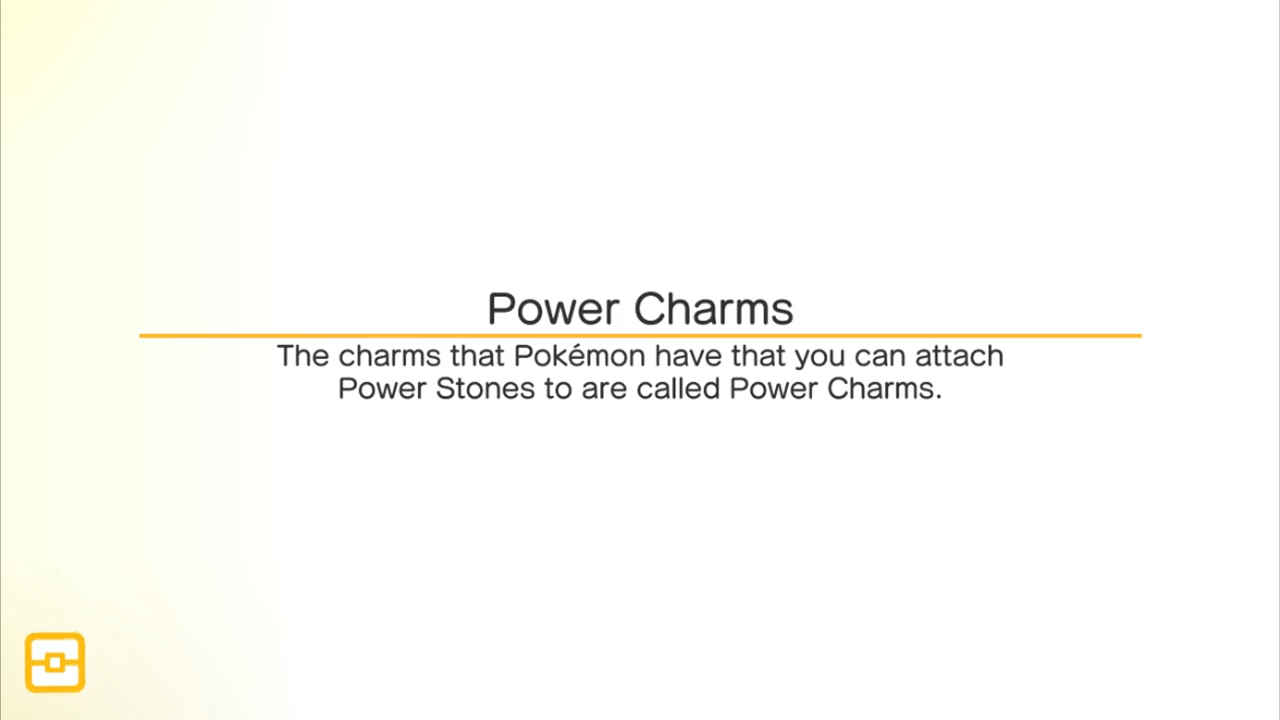 Power Charms
The charms that Pokémon have that you can attach
Power Stones to are called Power Charms.